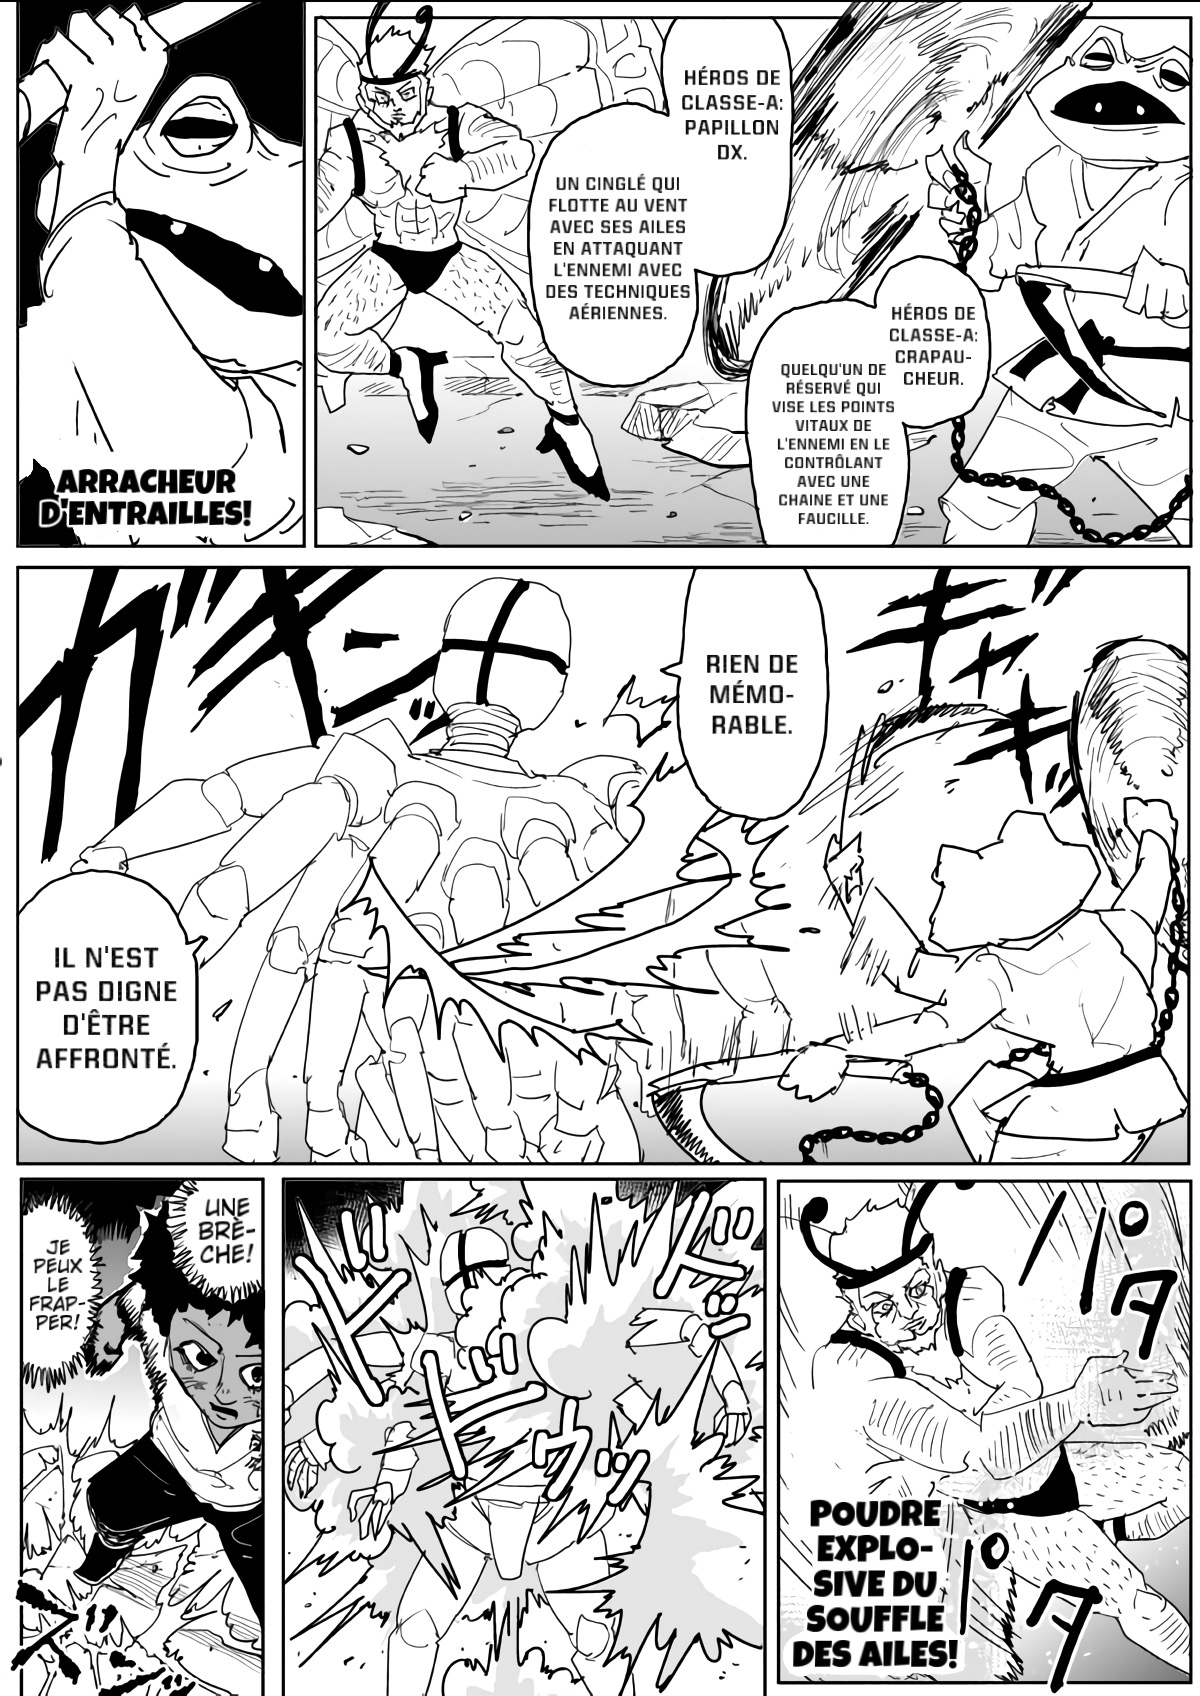 HÉROS DE
CLASSE-A:
PAPILLON
DX.
UN CINGLÉ QUI
FLOTTE AU VENT
AVEC SES AILES
EN ATTAQUANT
L'ENNEMI AVEC
DES TECHNIQUES
AÉRIENNES.
HÉROS DE
CLASSE-A:
CRAPAU-
CHEUR.
QUELQU'UN DE
RÉSERVÉ QUI
VISE LES POINTS
VITAUX DE
L'ENNEMI EN LE
CONTRÔLANT
AVEC UNE
CHAINE ET UNE
FAUCILLE.
ARRACHEUR
D'ENTRAILLES!
RIEN DE
MÉMO-
RABLE.
IL N'EST
PAS DIGNE
D'ÊTRE
AFFRONTÉ.
ギギ
パタ
パタ
POUDRE
EXPLO-
SIVE DU
SOUFFLE
DES AILES!
ドドドウッ
UNE
BRÈ-
CHE!
JE
PEUX
LE
FRAP-
PER!